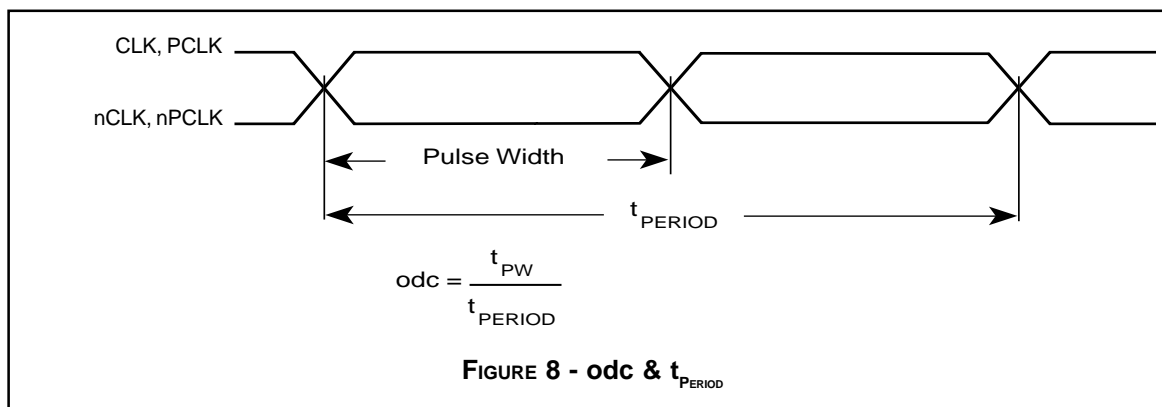 CLK, PCLK
nCLK, nPCLK
Pulse Width
tPERIOD
odc = tPW
tPERIOD
FIGURE 8 - odc & tPERIOD